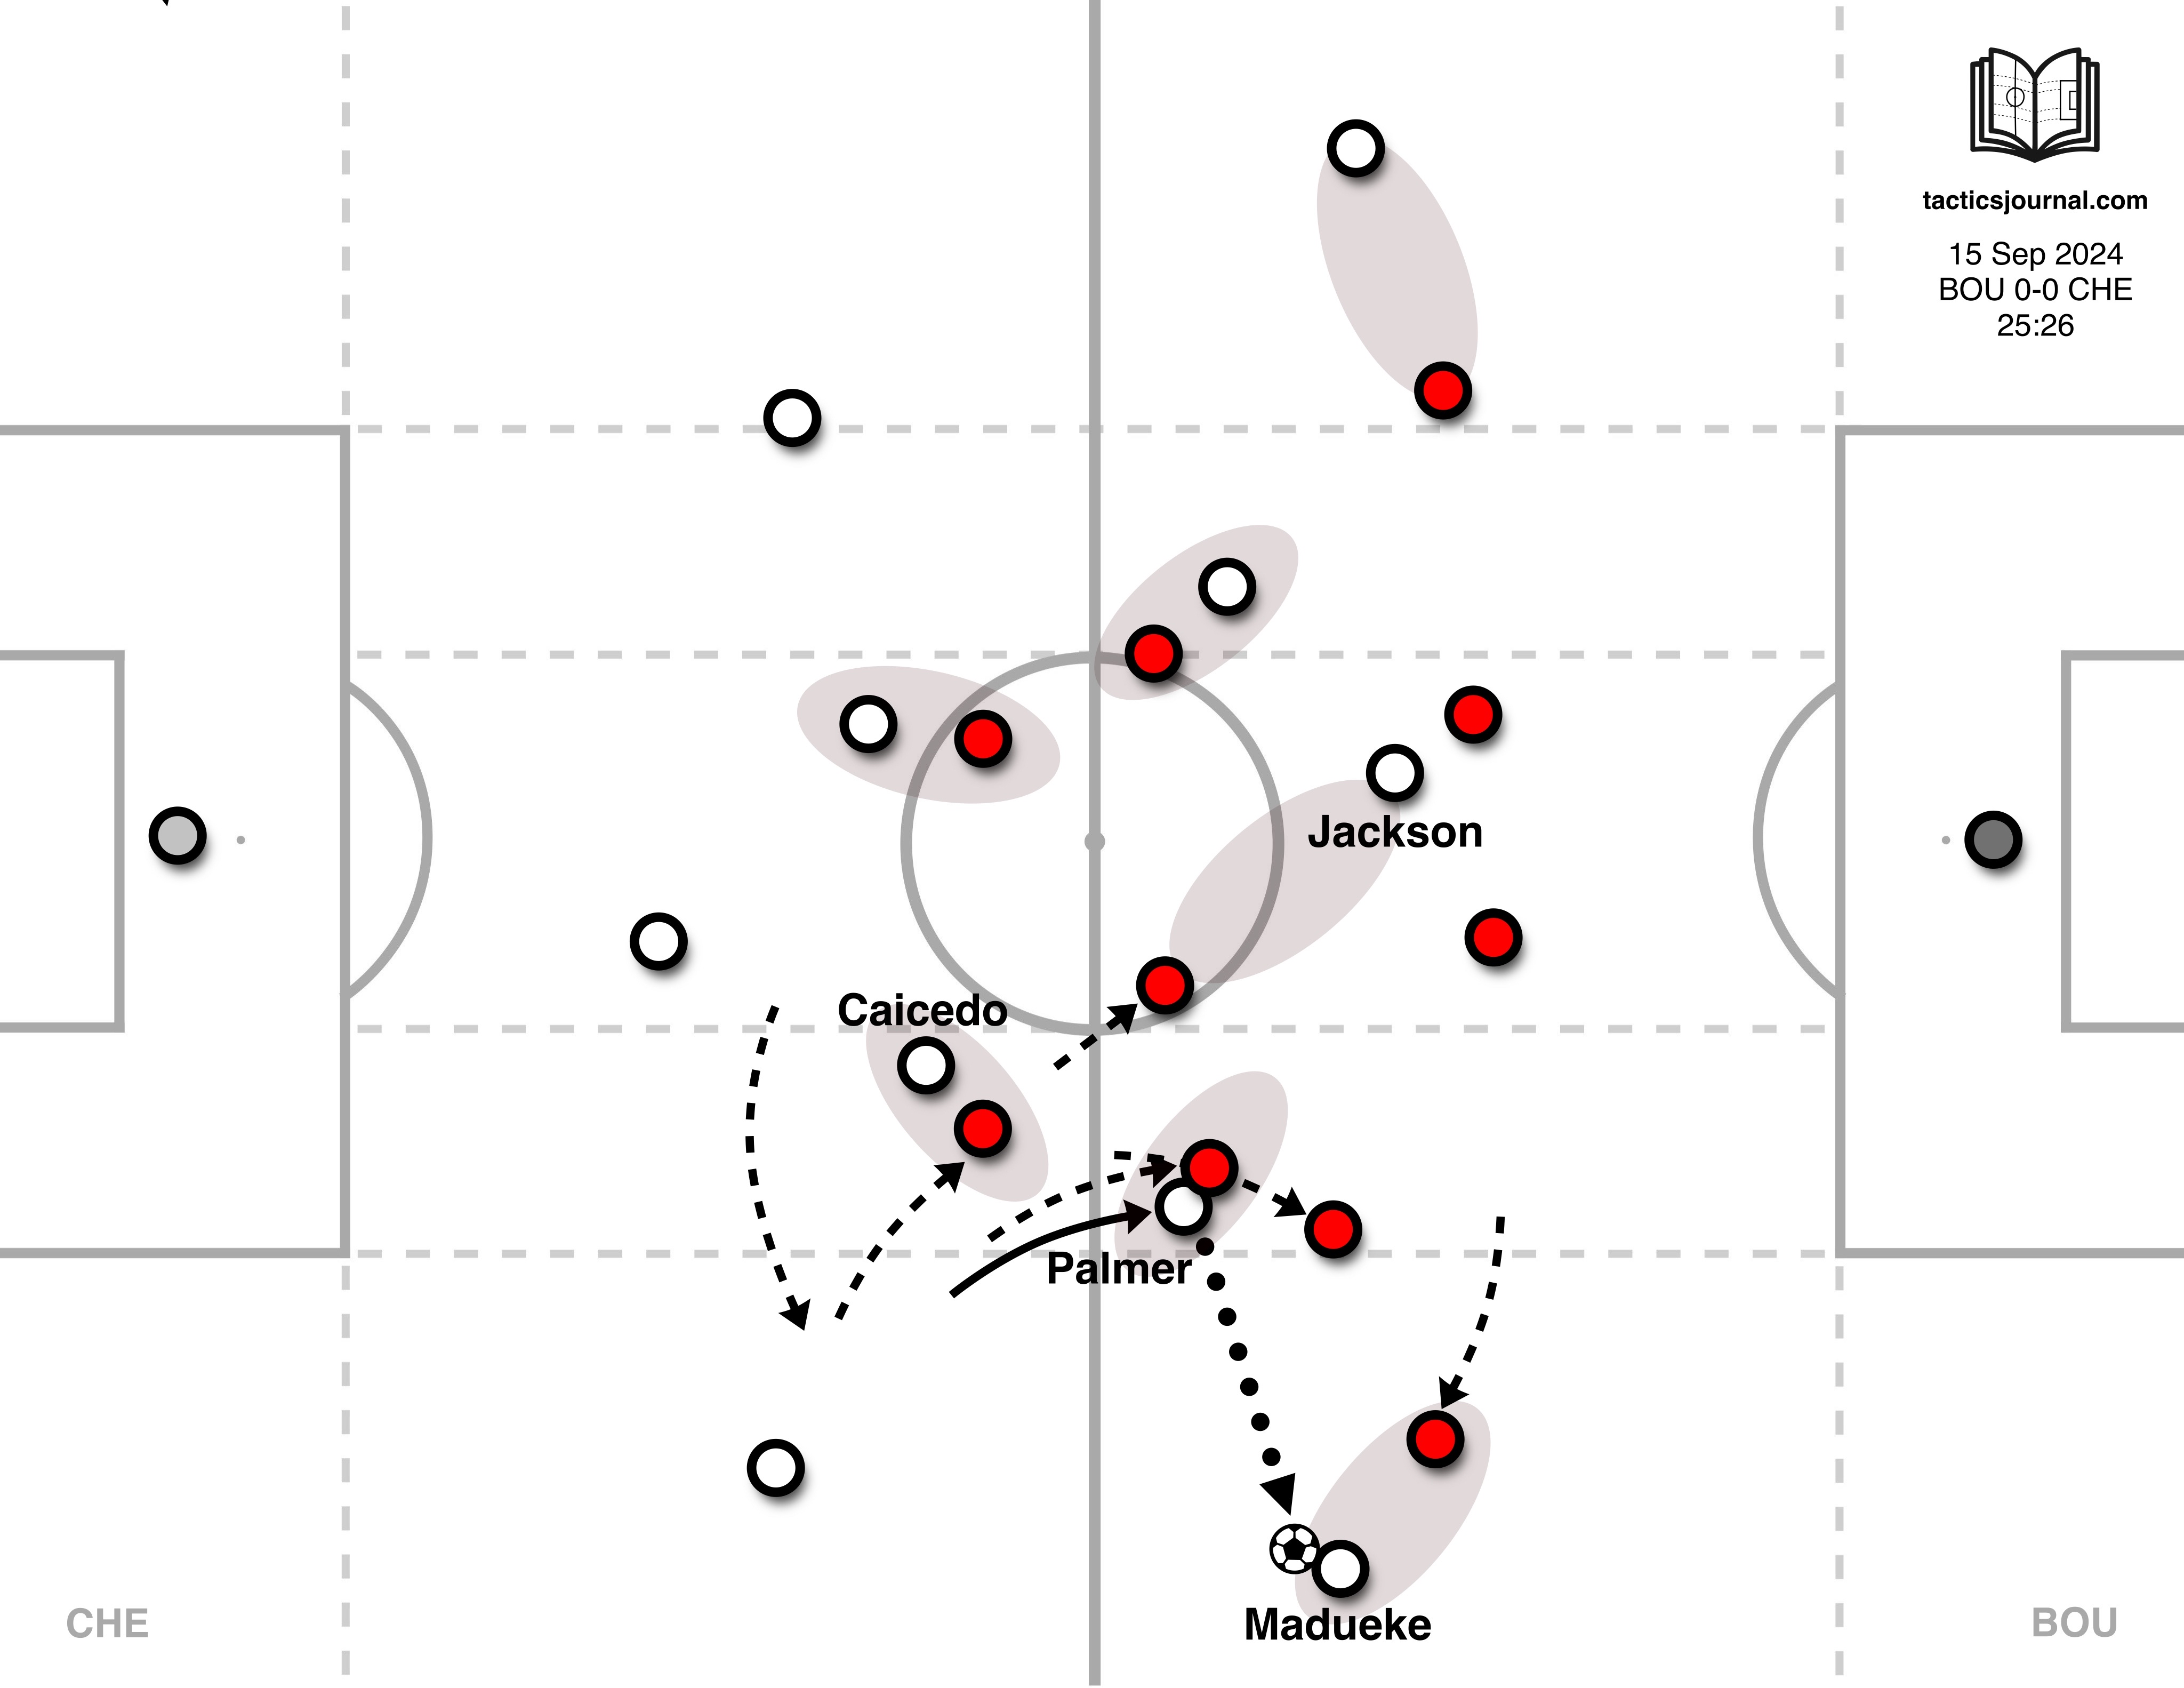 tacticsjournal.com
15 Sep 2024
BOU 0-0 CHE
25:26
Jackson
Caicedo
Palmer
Madueke
CHE
BOU